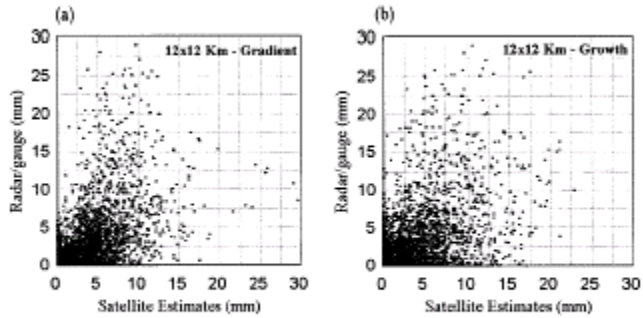 (a)
12x12 Km - Gradient
Radar/gauge (mm)
30
25
20
15
10
5
0
0 5 10 15 20 25 30
Satellite Estimates (mm)
(b)
12x12 Km - Growth
Radar/gauge (mm)
30
25
20
15
10
5
0
0 5 10 15 20 25 30
Satellite Estimates (mm)